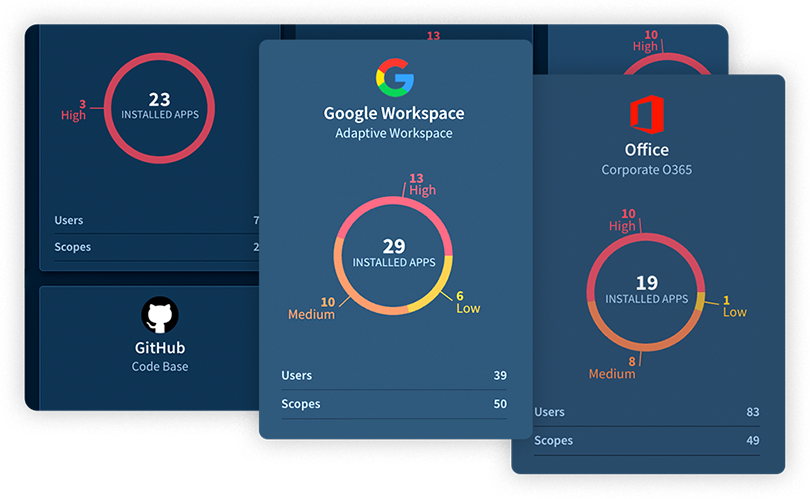 23
INSTALLED APPS
3
High
Users
Scopes
GitHub
Code Base
13
Google Workspace
Adaptive Workspace
13
High
29
INSTALLED APPS
10
Medium
6
Low
Users 39
Scopes 50
10
High
Office
Corporate O365
10
High
19
INSTALLED APPS
1
Low
8
Medium
Users 83
Scopes 49